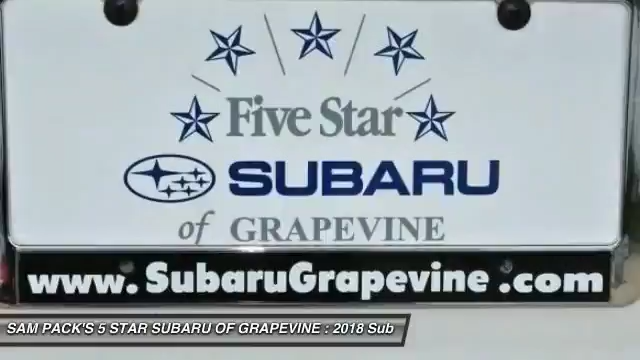 Five Star
SUBARU
of GRAPEVINE
www.SubaruGrapevine.com
SAM PACK'S 5 STAR SUBARU OF GRAPEVINE : 2018 Sub